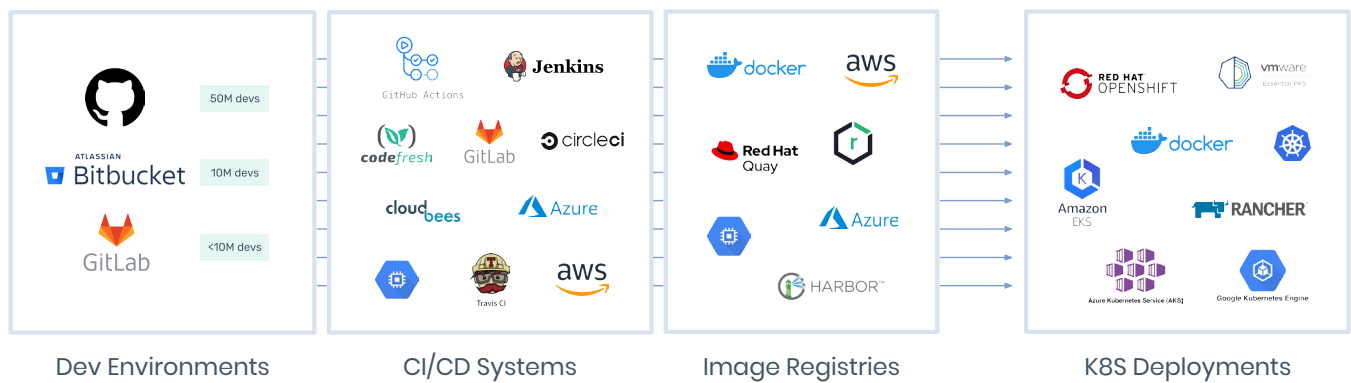 50M devs
ATLASSIAN
Bitbucket
10M devs
GitLab
<10M devs
Dev Environments
GitHub Actions
Jenkins
codefresh
GitLab
circleci
cloudbees
Azure
Travis CI
aws
CI/CD Systems
docker
aws
Red Hat
Quay
r
Azure
HARBOR™
Image Registries
RED HAT
OPENSHIFT
vmware
Essential PKS
docker
K
Amazon
EKS
RANCHER
Azure Kubernetes Service (AKS]
Google Kubernetes Engine
K8S Deployments